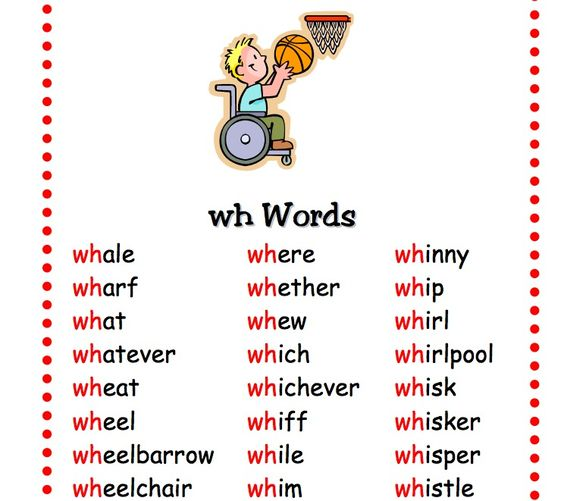 wh Words
whale where whinny
wharf whether whip
what whew whirl
whatever which whirlpool
wheat whichever whisk
wheel whiff whisker
wheelbarrow while whisper
wheelchair whim whistle